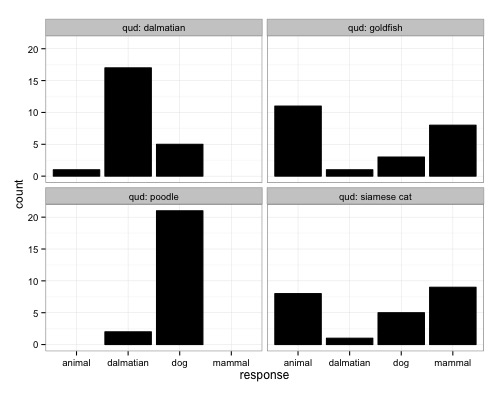 qud: dalmatian
qud: goldfish
20
15
10
5
0
count
qud: poodle
qud: siamese cat
20
15
10
5
0
animal dalmatian dog mammal
animal dalmatian dog mammal
response